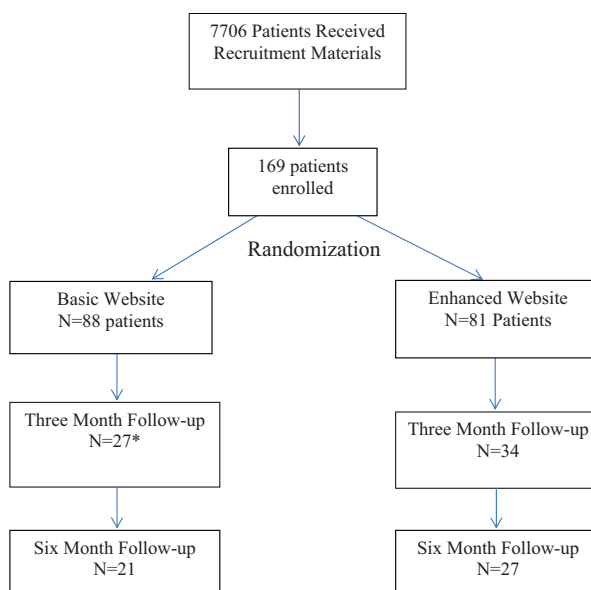 7706 Patients Received
Recruitment Materials
169 patients
enrolled
Randomization
Basic Website
N=88 patients
Enhanced Website
N=81 Patients
Three Month Follow-up
N=27*
Three Month Follow-up
N=34
Six Month Follow-up
N=21
Six Month Follow-up
N=27